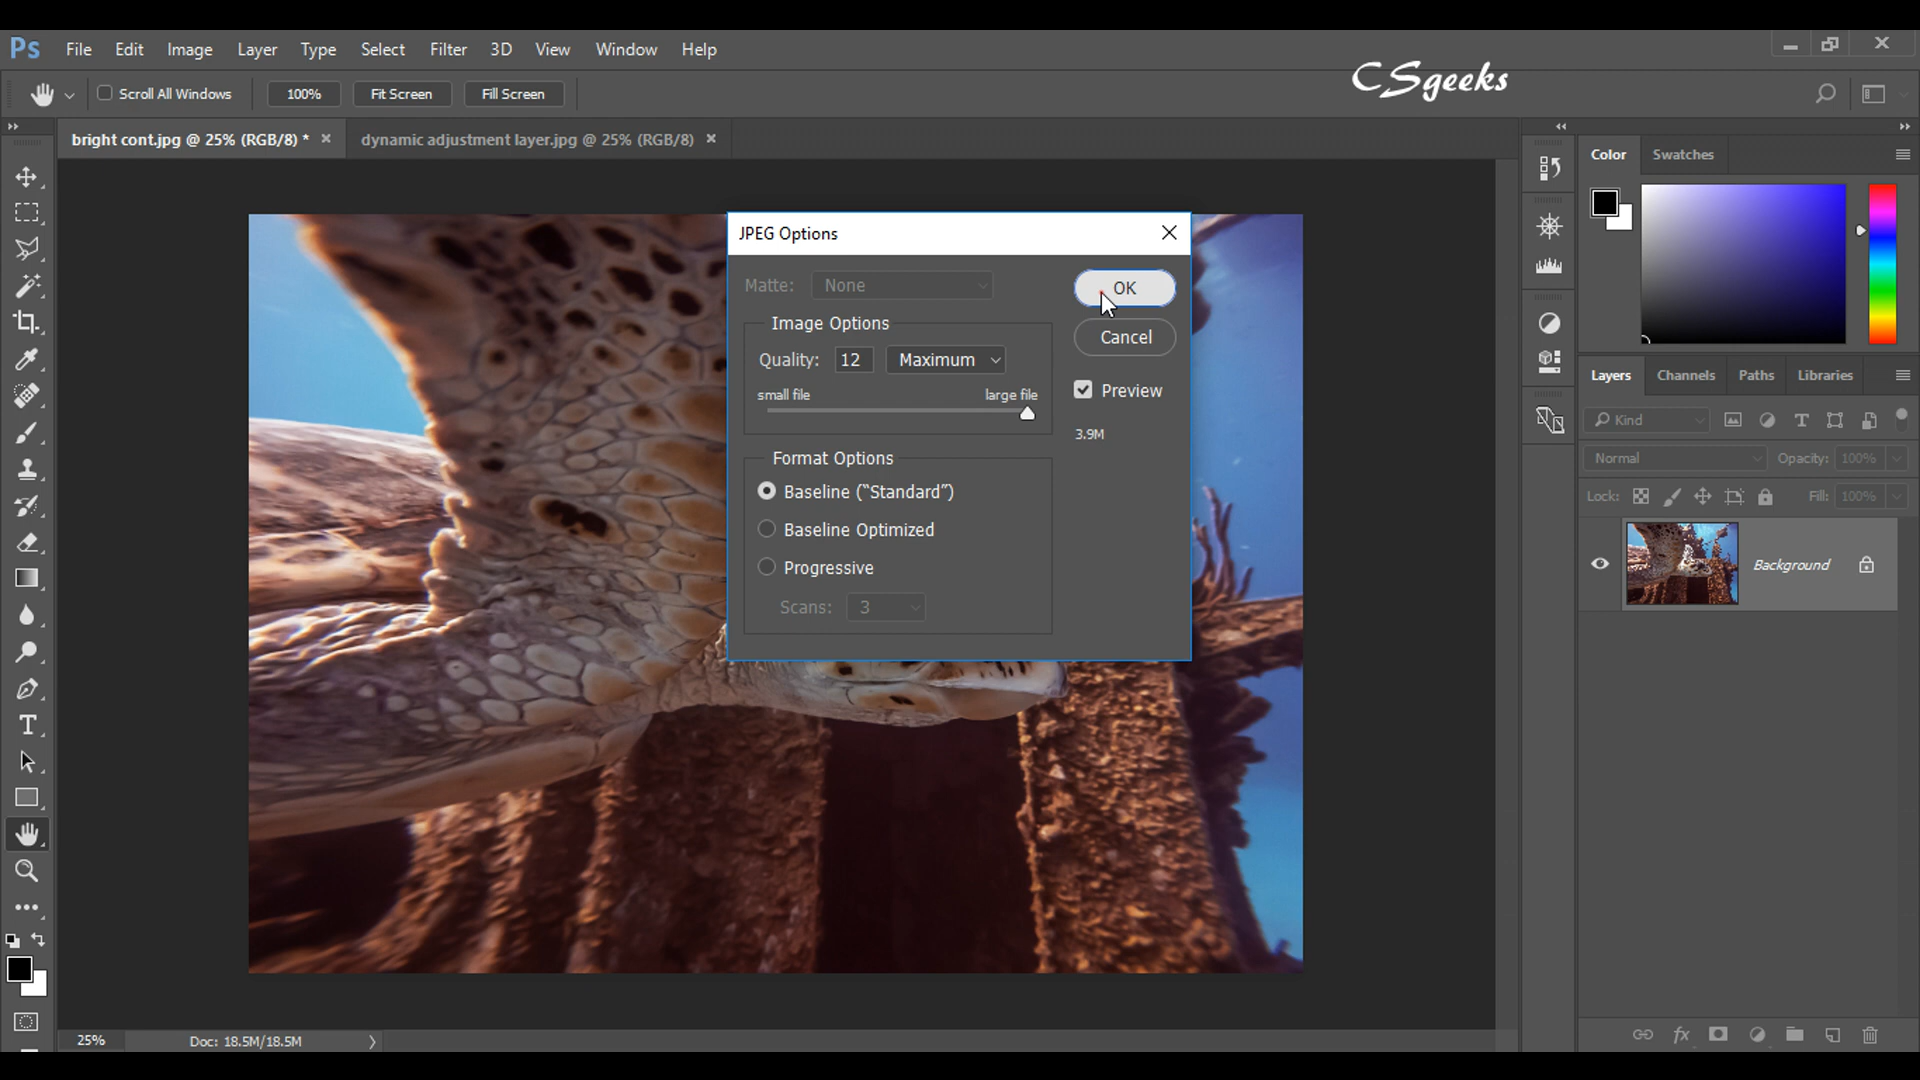 Ps File Edit Image Layer Type Select Filter 3D View Window Help
CSgeeks
Scroll All Windows 100% Fit Screen Fill Screen
bright cont.jpg @ 25% (RGB/8) * dynamic adjustment layer.jpg @ 25% (RGB/8)
Color Swatches
JPEG Options
Matte: None
OK
Image Options
Cancel
Quality: 12 Maximum
small file large file
Preview
3.9M
Format Options
Baseline (“Standard”)
Baseline Optimized
Progressive
Scans: 3
Layers Channels Paths Libraries
Kind
Normal Opacity: 100%
Lock: Fill: 100%
Background
25% Doc: 18.5M/18.5M